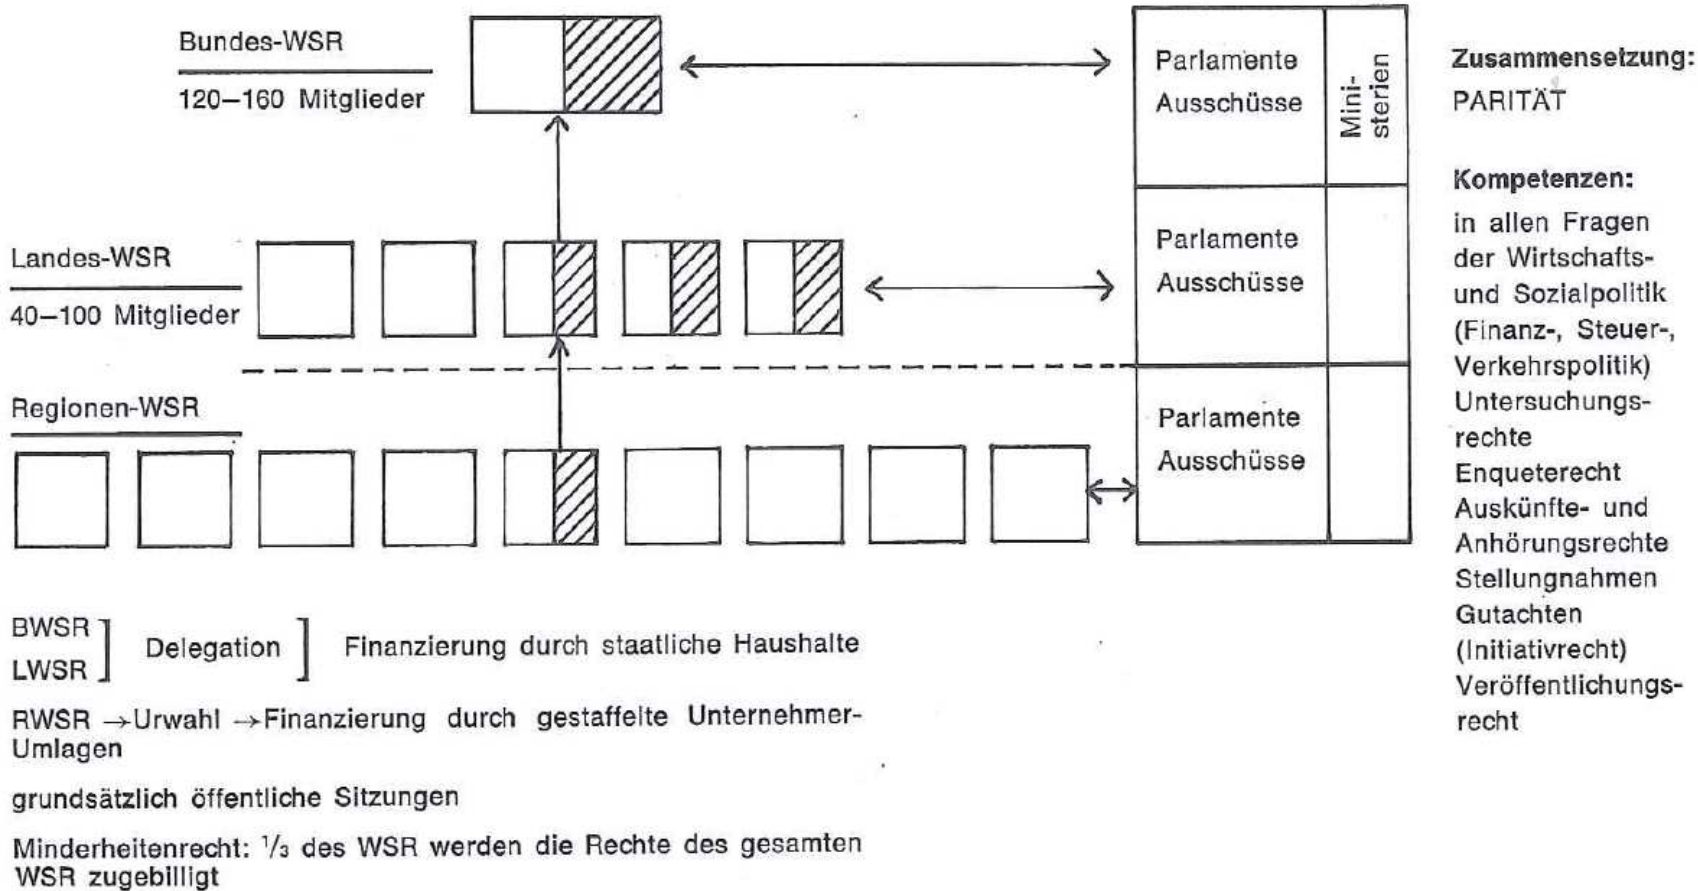 Bundes-WSR
120–160 Mitglieder
Landes-WSR
40–100 Mitglieder
Regionen-WSR
Parlamente
Ausschüsse
Mini-
sterien
Parlamente
Ausschüsse
Parlamente
Ausschüsse
Zusammensetzung:
PARITÄT
Kompetenzen:
in allen Fragen
der Wirtschafts-
und Sozialpolitik
(Finanz-, Steuer-,
Verkehrspolitik)
Untersuchungs-
rechte
Enqueterecht
Auskünfte- und
Anhörungsrechte
Stellungnahmen
Gutachten
(Initiativrecht)
Veröffentlichungs-
recht
BWSR ] Delegation ] Finanzierung durch staatliche Haushalte
LWSR
RWSR →Urwahl →Finanzierung durch gestaffelte Unternehmer-
Umlagen
grundsätzlich öffentliche Sitzungen
Minderheitenrecht: ¹/₃ des WSR werden die Rechte des gesamten
WSR zugebilligt